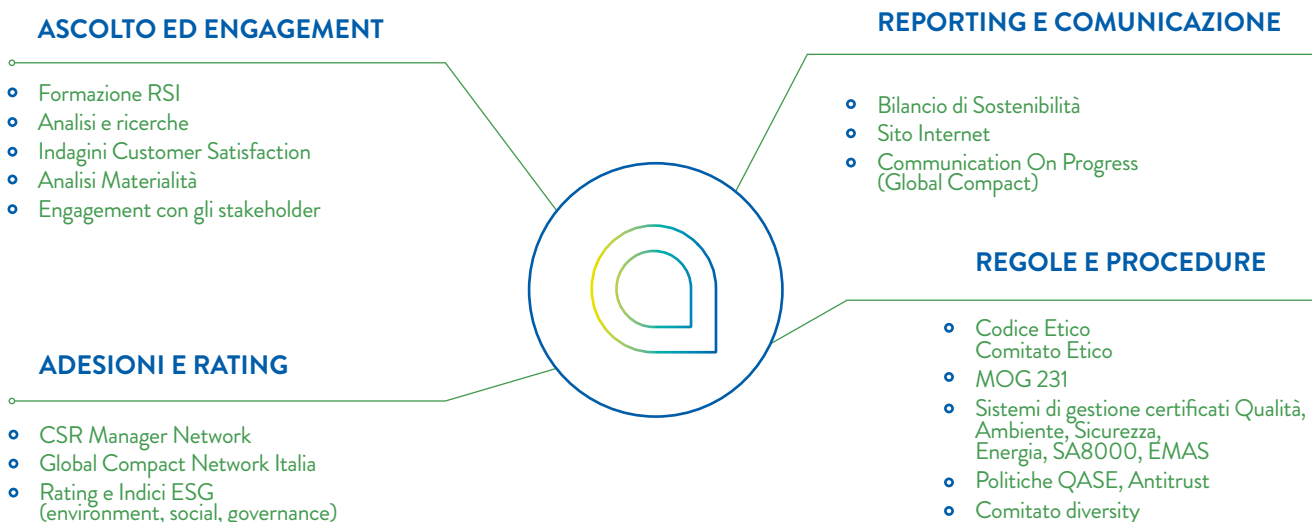 ASCOLTO ED ENGAGEMENT
Formazione RSI
Analisi e ricerche
Indagini Customer Satisfaction
Analisi Materialità
Engagement con gli stakeholder
REPORTING E COMUNICAZIONE
Bilancio di Sostenibilità
Sito Internet
Communication On Progress
(Global Compact)
ADESIONI E RATING
CSR Manager Network
Global Compact Network Italia
Rating e Indici ESG
(environment, social, governance)
REGOLE E PROCEDURE
Codice Etico
Comitato Etico
MOG 231
Sistemi di gestione certificati Qualità,
Ambiente, Sicurezza,
Energia, SA8000, EMAS
Politiche QASE, Antitrust
Comitato diversity